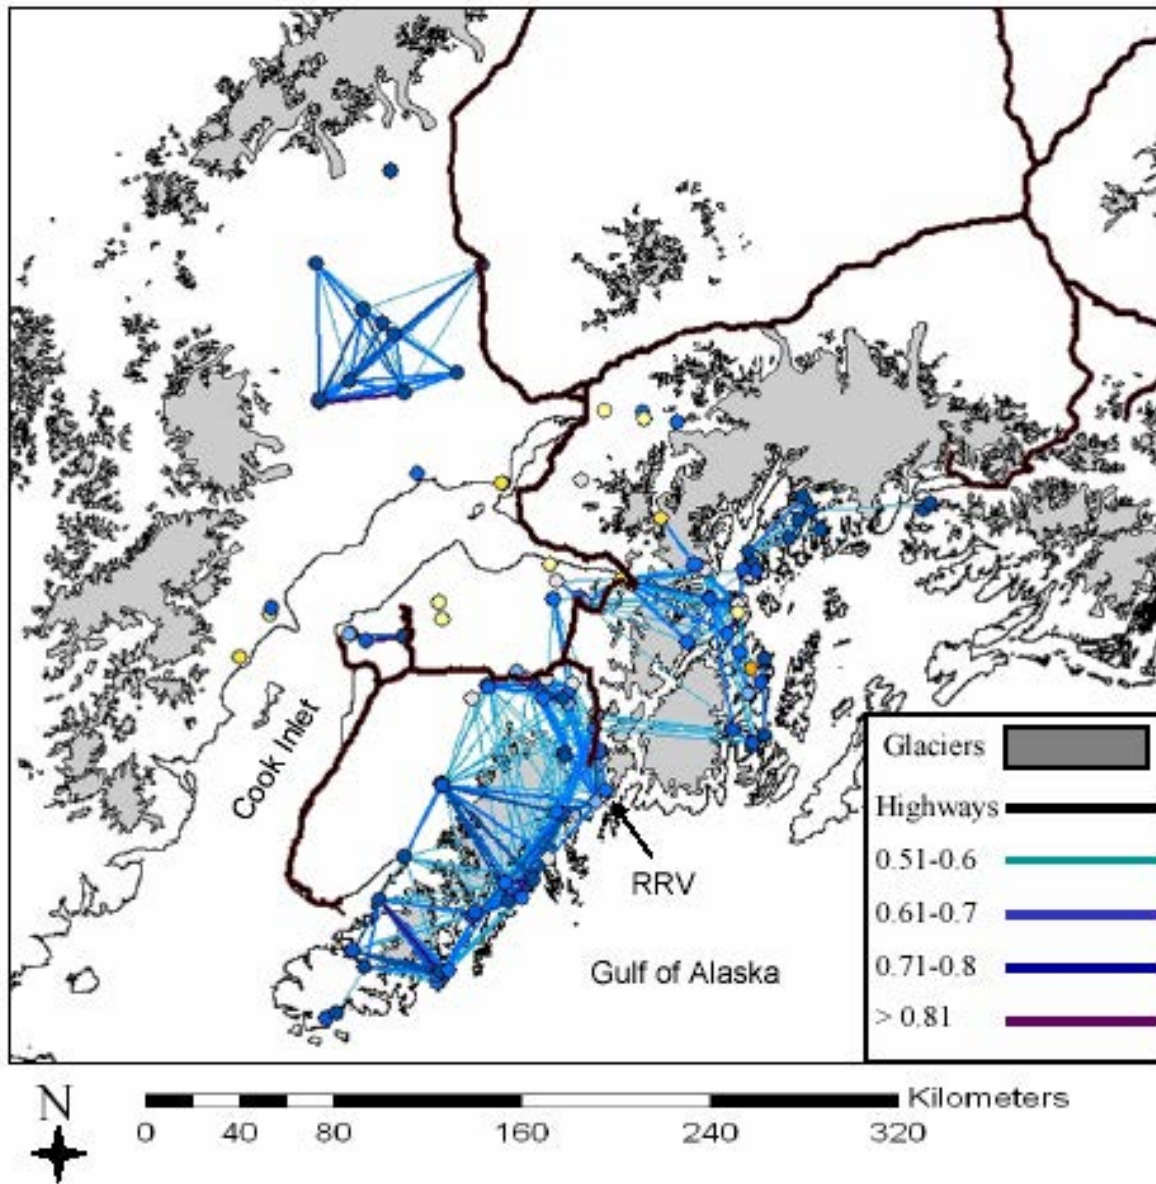 Cook Inlet
RRV
Gulf of Alaska
Glaciers
Highways
0.51-0.6
0.61-0.7
0.71-0.8
> 0.81
N
Kilometers
0 40 80 160 240 320